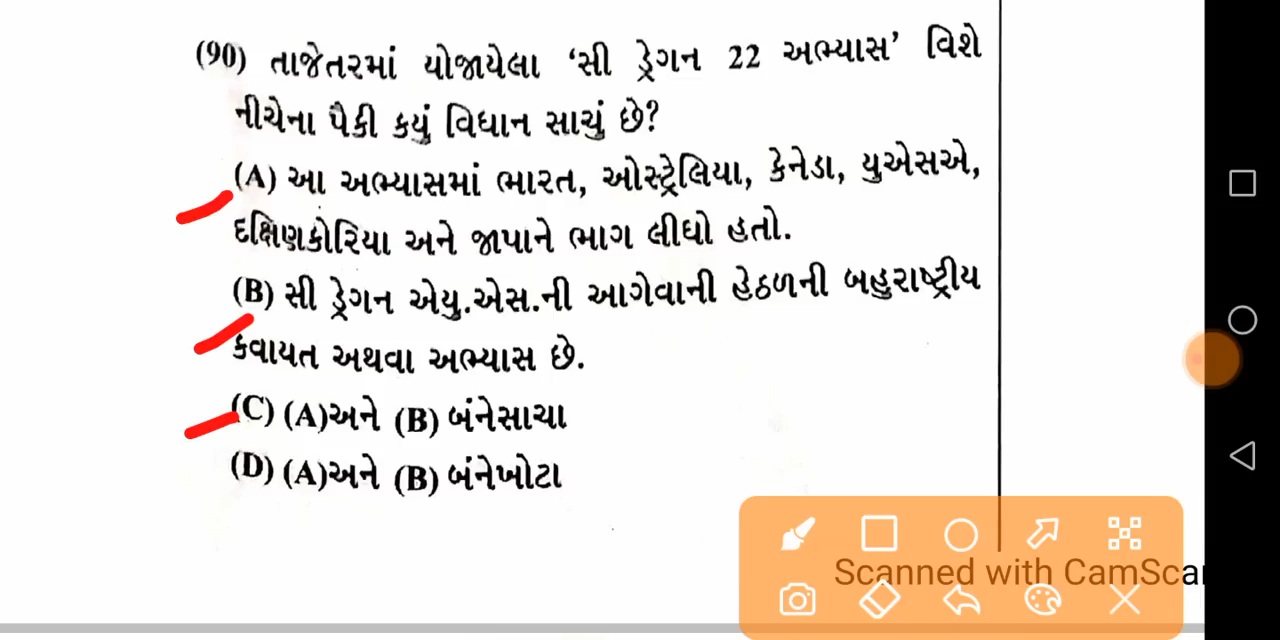 (90) તાજેતરમાં યોજાયેલા ‘સી ડ્રેગન 22 અભ્યાસ’ વિશે
નીચેના પૈકી કયું વિધાન સાચું છે?
(A) આ અભ્યાસમાં ભારત, ઓસ્ટ્રેલિયા, કેનેડા, યુએસએ,
દક્ષિણકોરિયા અને જાપાને ભાગ લીધો હતો.
(B) સી ડ્રેગન એયુ.એસ.ની આગેવાની હેઠળની બહુરાષ્ટ્રીય
કવાયત અથવા અભ્યાસ છે.
(C) (A)અને (B) બંનેસાચા
(D) (A)અને (B) બંનેખોટા
Scanned with CamScar